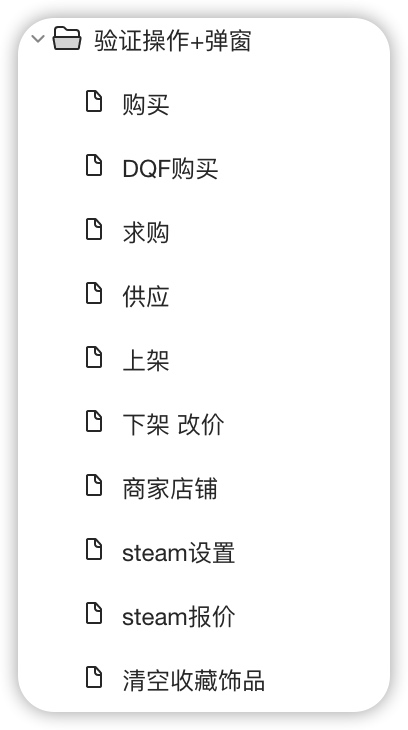 验证操作+弹窗
购买
DQF购买
求购
供应
上架
下架 改价
商家店铺
steam设置
steam报价
清空收藏饰品